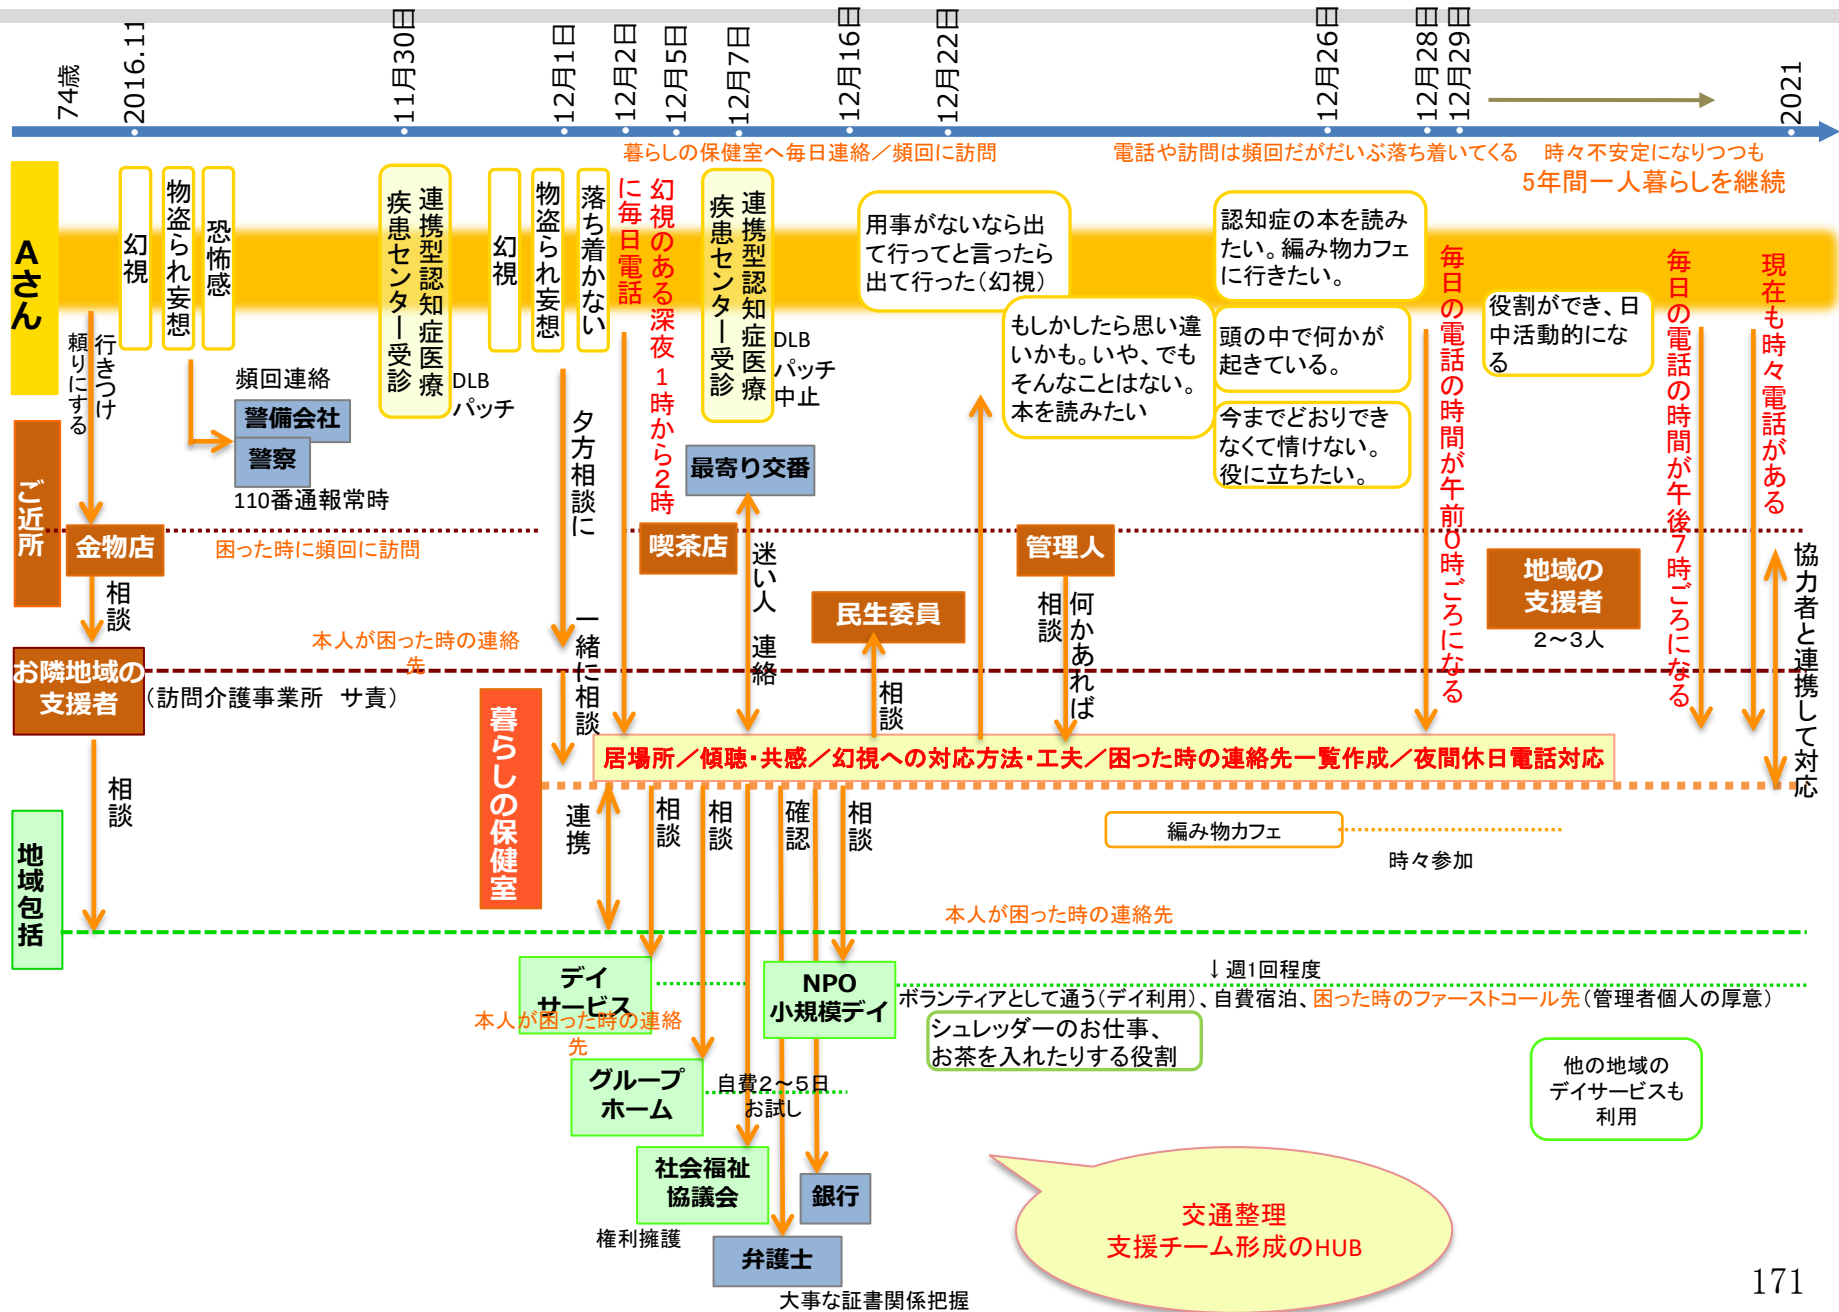 74歳
2016.11
11月30日
12月1日
12月2日
12月5日
12月7日
12月16日
12月22日
12月26日
12月28日
12月29日
2021
暮らしの保健室へ毎日連絡／頻回に訪問
電話や訪問は頻回だがだいぶ落ち着いてくる
時々不安定になりつつも
5年間一人暮らしを継続
Aさん
幻視
物盗られ妄想
恐怖感
連携型認知症医療
疾患センター受診
DLB
パッチ
幻視
物盗られ妄想
落ち着かない
幻視のある深夜1時から2時
に毎日電話
連携型認知症医療
疾患センター受診
DLB
パッチ
中止
用事がないなら出
て行ってと言ったら
出て行った（幻視）
もしかしたら思い違
いかも。いや、でも
そんなことはない。
本を読みたい
認知症の本を読み
たい。編み物カフェ
に行きたい。
頭の中で何かが
起きている。
今までどおりでき
なくて情けない。
役に立ちたい。
毎日の電話の時間が午前0時ごろになる
役割ができ、日
中活動的にな
る
毎日の電話の時間が午後7時ごろになる
現在も時々電話がある
行きつけ
頼りにする
頻回連絡
警備会社
警察
110番通報常時
夕方相談に
最寄り交番
ご近所
金物店
困った時に頻回に訪問
喫茶店
迷い人 連絡
管理人
地域の
支援者
2～3人
相談
民生委員
何かあれば
相談
協力者と連携して対応
本人が困った時の連絡
先
一緒に相談
お隣地域の
支援者
（訪問介護事業所 サ責）
相談
暮らしの保健室
居場所／傾聴・共感／幻視への対応方法・工夫／困った時の連絡先一覧作成／夜間休日電話対応
相談
連携
相談
相談
確認
相談
編み物カフェ
時々参加
地域包括
本人が困った時の連絡先
デイ
サービス
本人が困った時の連絡
先
NPO
小規模デイ
↓週1回程度
ボランティアとして通う（デイ利用）、自費宿泊、困った時のファーストコール先（管理者個人の厚意）
シュレッダーのお仕事、
お茶を入れたりする役割
グループ
ホーム
自費2～5日
お試し
他の地域の
デイサービスも
利用
社会福祉
協議会
権利擁護
銀行
弁護士
大事な証書関係把握
交通整理
支援チーム形成のHUB
171